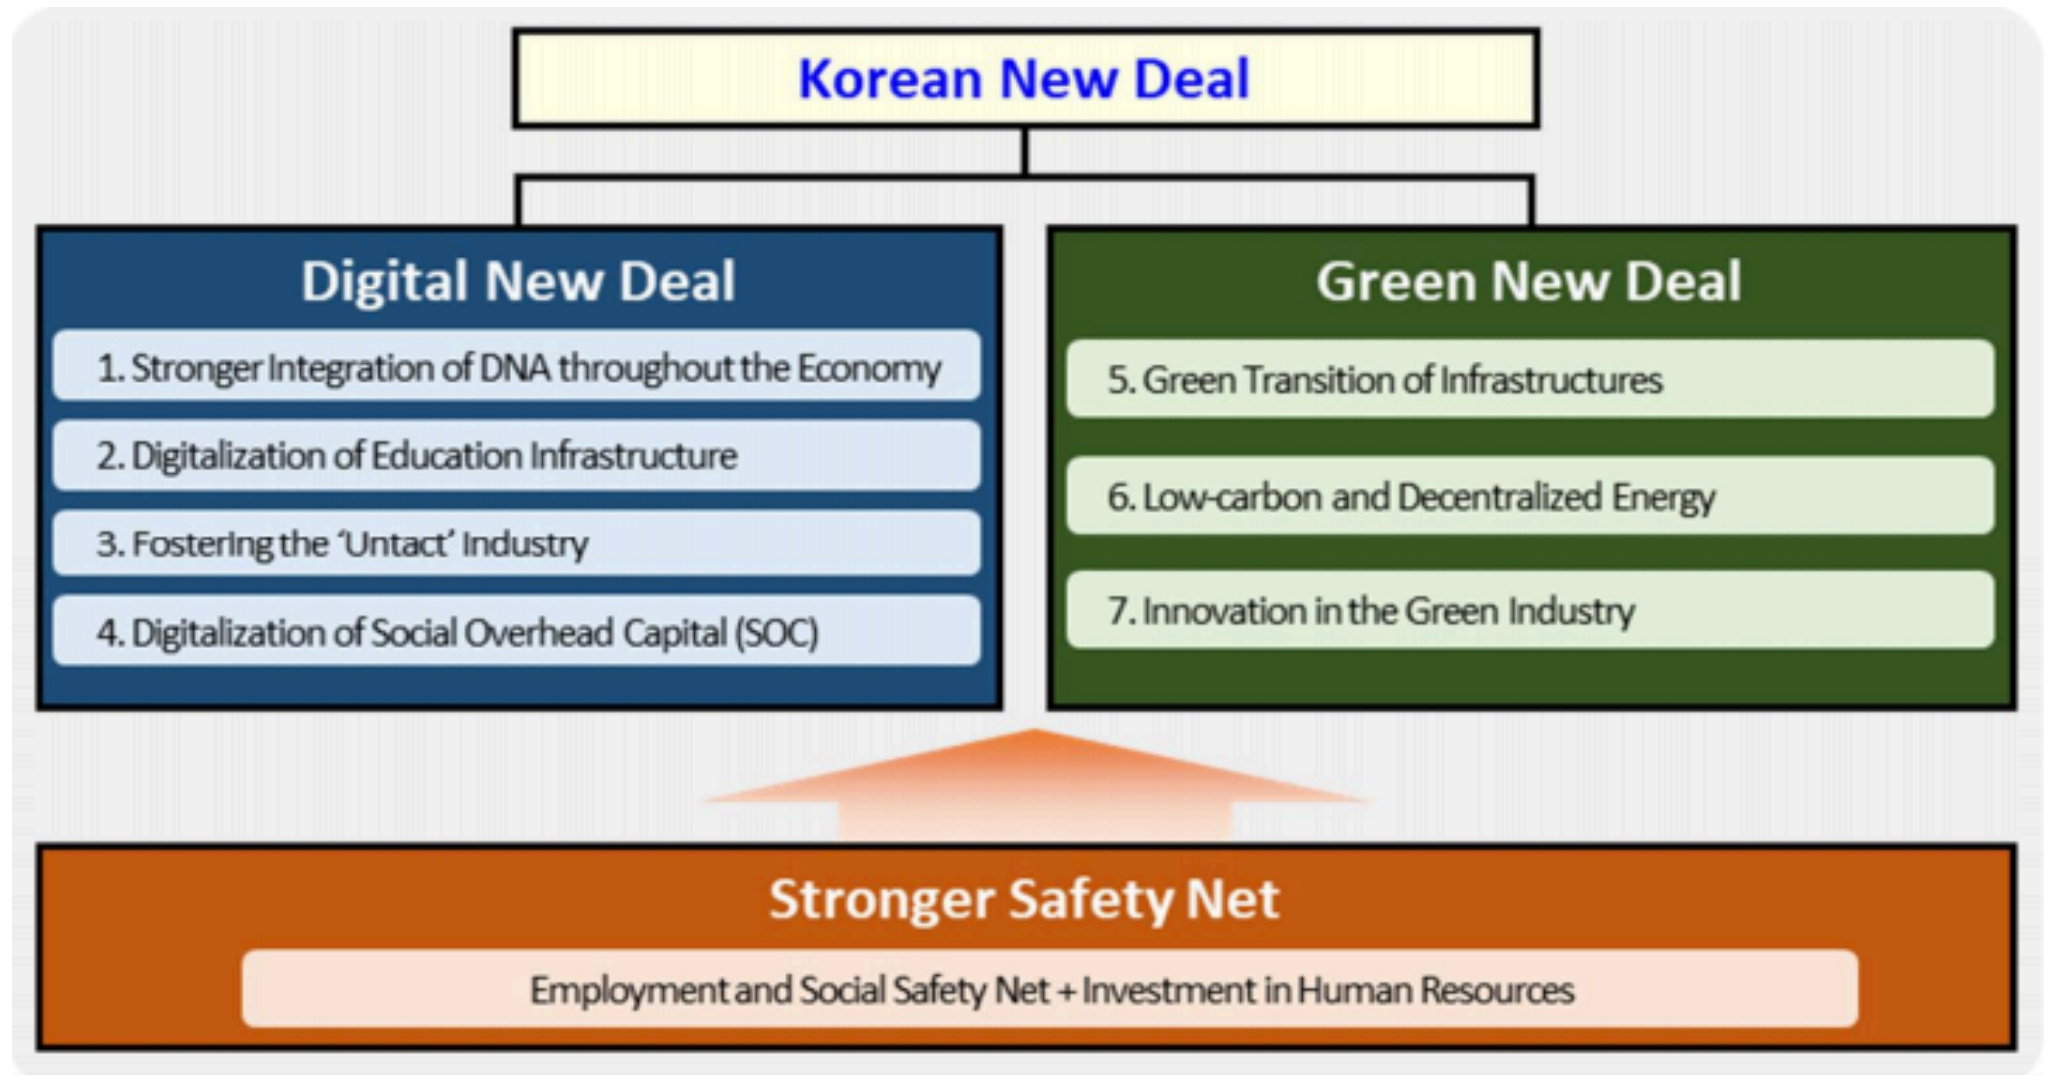 Korean New Deal
Digital New Deal
1. Stronger Integration of DNA throughout the Economy
2. Digitalization of Education Infrastructure
3. Fostering the ‘Untact’ Industry
4. Digitalization of Social Overhead Capital (SOC)
Green New Deal
5. Green Transition of Infrastructures
6. Low-carbon and Decentralized Energy
7. Innovation in the Green Industry
Stronger Safety Net
Employment and Social Safety Net + Investment in Human Resources